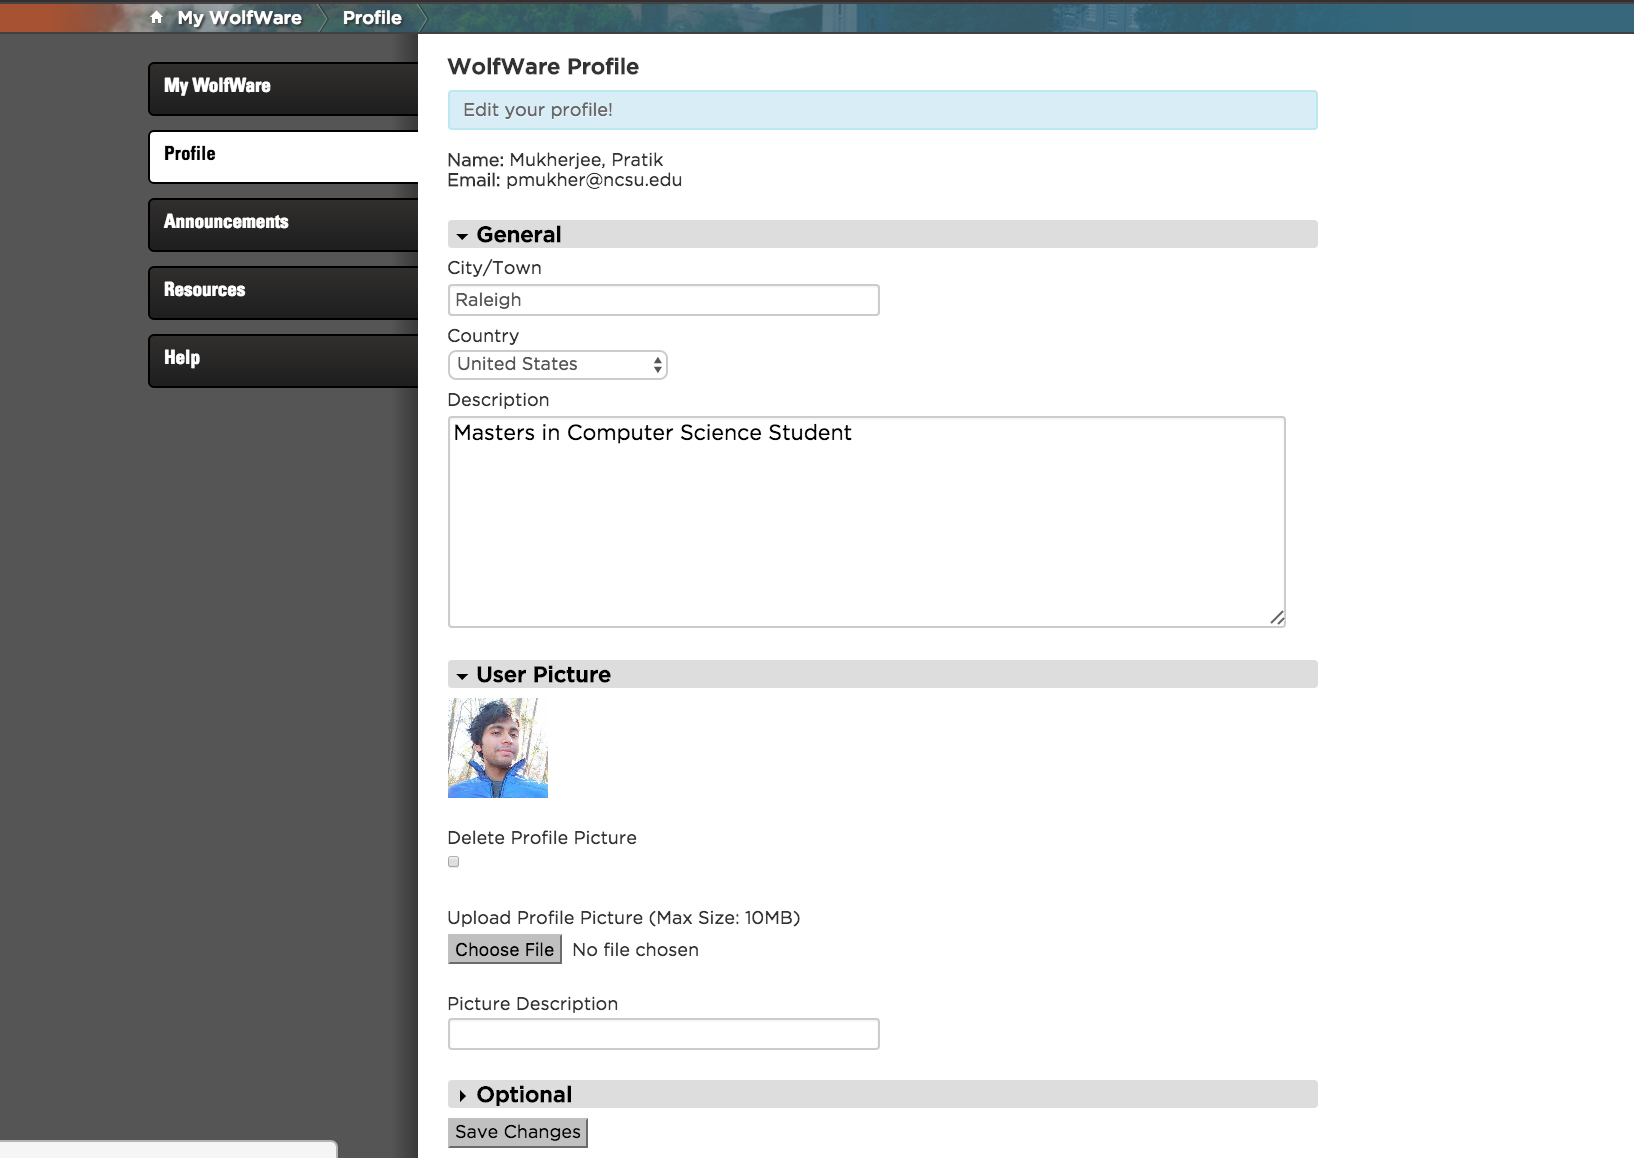 My WolfWare Profile
My WolfWare
Profile
Announcements
Resources
Help
WolfWare Profile
Edit your profile!
Name: Mukherjee, Pratik
Email: pmukher@ncsu.edu
General
City/Town
Raleigh
Country
United States
Description
Masters in Computer Science Student
User Picture
Delete Profile Picture
Upload Profile Picture (Max Size: 10MB)
Choose File No file chosen
Picture Description
Optional
Save Changes